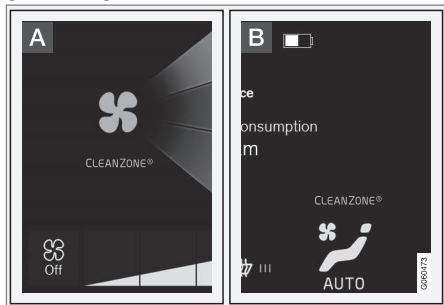 A
CLEANZONE®
Off
B
ce
onsumption
m
CLEANZONE®
AUTO
G060473